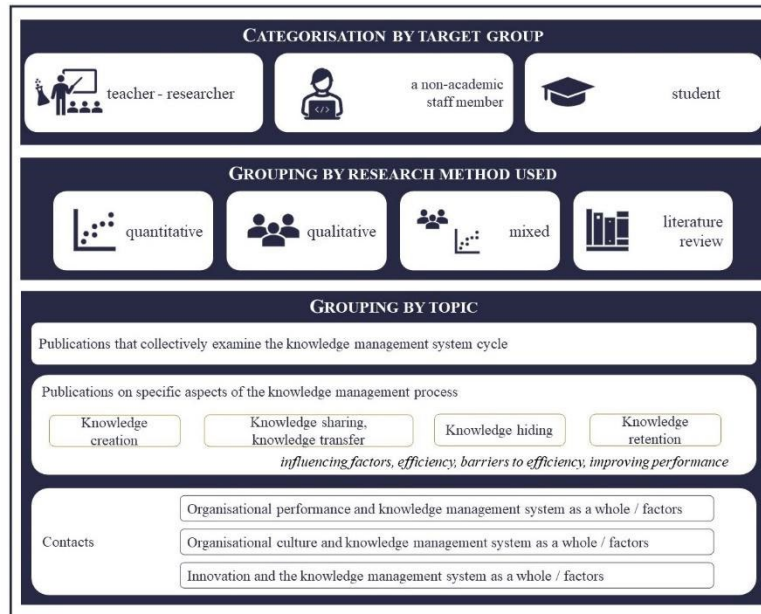 CATEGORISATION BY TARGET GROUP
teacher - researcher
a non-academic
staff member
student
GROUPING BY RESEARCH METHOD USED
quantitative
qualitative
mixed
literature
review
GROUPING BY TOPIC
Publications that collectively examine the knowledge management system cycle
Publications on specific aspects of the knowledge management process
Knowledge
creation
Knowledge sharing,
knowledge transfer
Knowledge hiding
Knowledge
retention
influencing factors, efficiency, barriers to efficiency, improving performance
Contacts
Organisational performance and knowledge management system as a whole / factors
Organisational culture and knowledge management system as a whole / factors
Innovation and the knowledge management system as a whole / factors